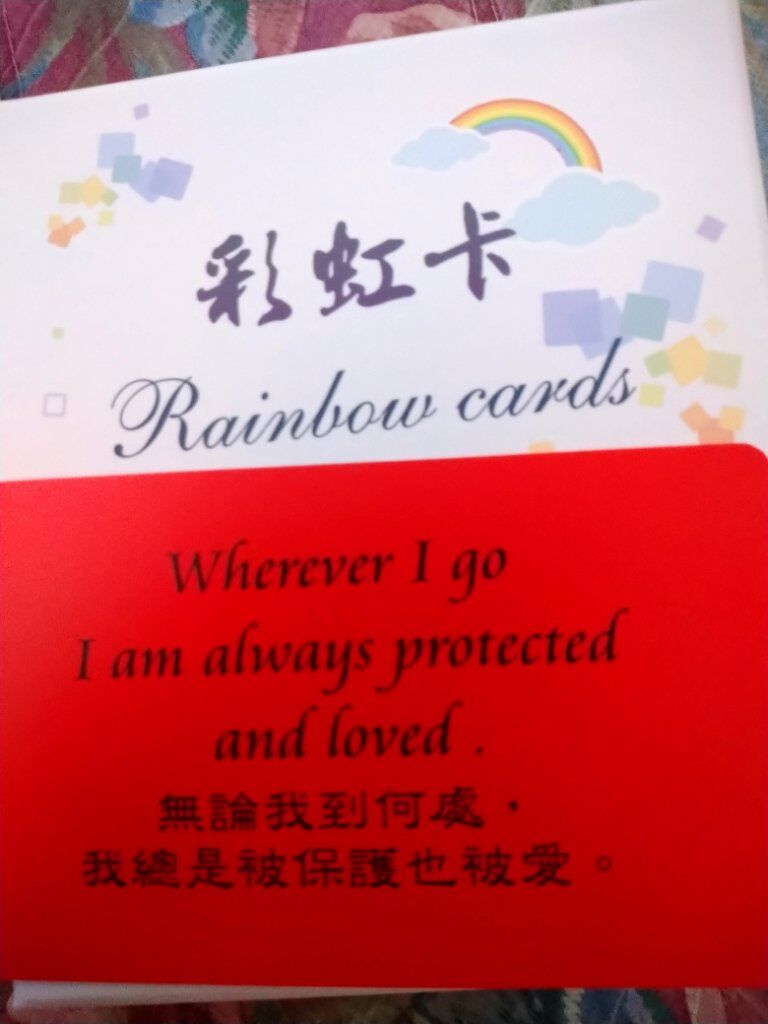 彩虹卡
Rainbow cards
Wherever I go
I am always protected
and loved .
無論我到何處，
我總是被保護也被愛。